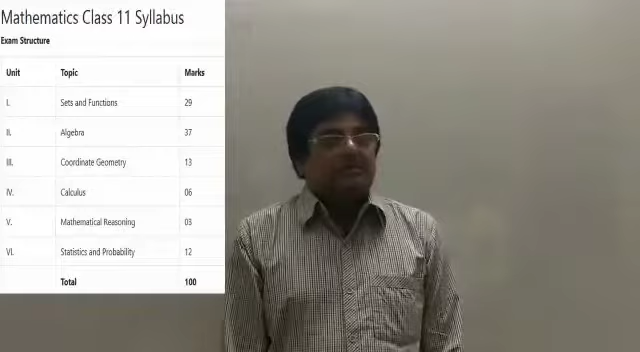 Mathematics Class 11 Syllabus
Exam Structure
Unit Topic Marks
I. Sets and Functions 29
II. Algebra 37
III. Coordinate Geometry 13
IV. Calculus 06
V. Mathematical Reasoning 03
VI. Statistics and Probability 12
Total 100